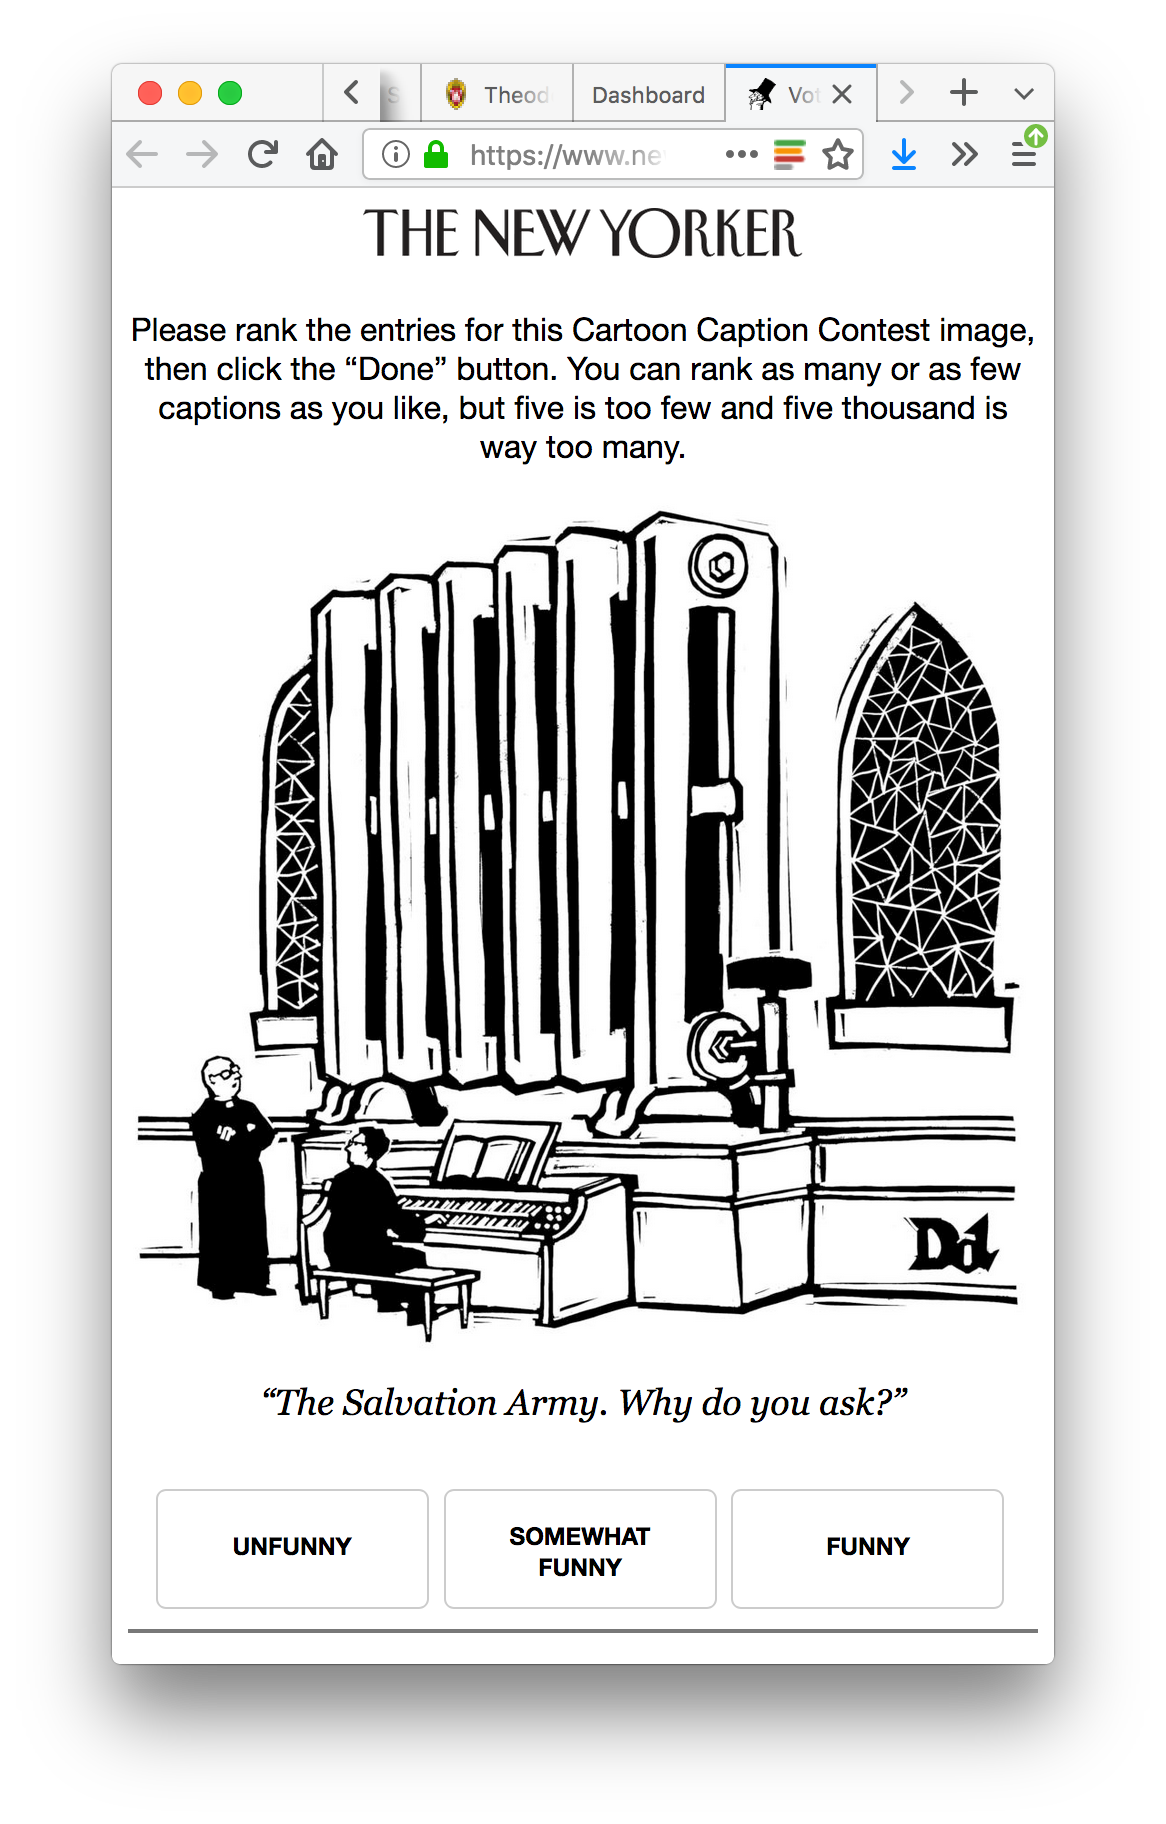 Theod
Dashboard
Vot
https://www.ne
THE NEW YORKER
Please rank the entries for this Cartoon Caption Contest image,
then click the “Done” button. You can rank as many or as few
captions as you like, but five is too few and five thousand is
way too many.
Dd
“The Salvation Army. Why do you ask?”
UNFUNNY
SOMEWHAT
FUNNY
FUNNY